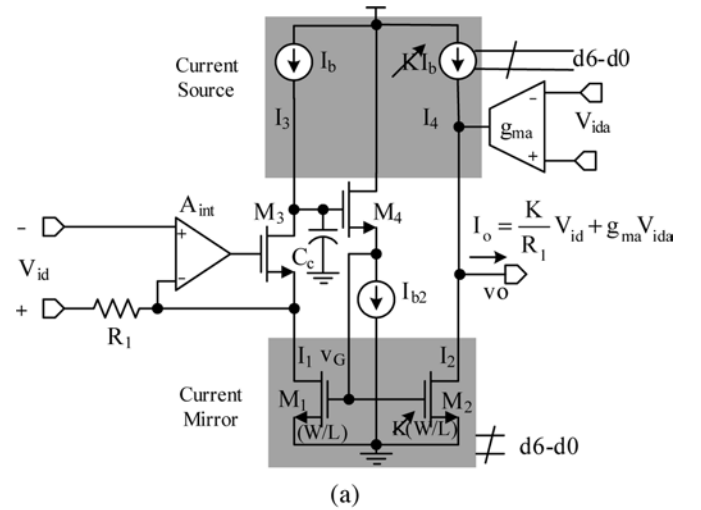 Current
Source
I_b
KI_b
d6-d0
I_3
I_4
g_ma
-
+
V_ida
A_int
M_3
M_4
-
+
-
V_id
+
R_1
C_c
I_b2
I_o = K/R_1 V_id + g_ma V_ida
vo
I_1
v_G
I_2
Current
Mirror
M_1
M_2
(W/L)
K(W/L)
d6-d0
(a)